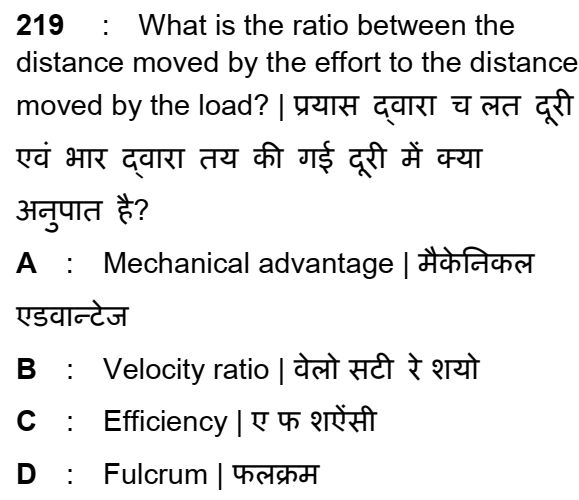 219 : What is the ratio between the
distance moved by the effort to the distance
moved by the load? | प्रयास द्वारा च लत दूरी
एवं भार द्वारा तय की गई दूरी में क्या
अनुपात है?
A : Mechanical advantage | मैकेनिकल
एडवान्टेज
B : Velocity ratio | वेलो सटी रे शयो
C : Efficiency | ए फ शऐंसी
D : Fulcrum | फलक्रम